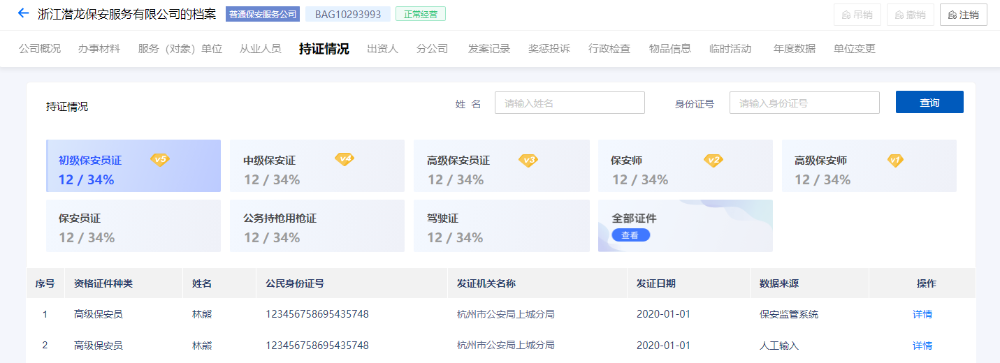 浙江潜龙保安服务有限公司的档案 普通保安服务公司 BAG10293993 正常经营 吊销 撤销 注销
公司概况 办事材料 服务（对象）单位 从业人员 持证情况 出资人 分公司 发案记录 奖惩投诉 行政检查 物品信息 临时活动 年度数据 单位变更
持证情况 姓 名 请输入姓名 身份证号 请输入身份证号 查询
初级保安员证 v5 中级保安证 v4 高级保安员证 v3 保安师 v2 高级保安师 v1
12 / 34% 12 / 34% 12 / 34% 12 / 34% 12 / 34%
保安员证 公务持枪用枪证 驾驶证 全部证件
12 / 34% 12 / 34% 12 / 34% 查看
序号 资格证件种类 姓名 公民身份证号 发证机关名称 发证日期 数据来源 操作
1 高级保安员 林熊 123456758695435748 杭州市公安局上城分局 2020-01-01 保安监管系统 详情
2 高级保安员 林熊 123456758695435748 杭州市公安局上城分局 2020-01-01 人工输入 详情